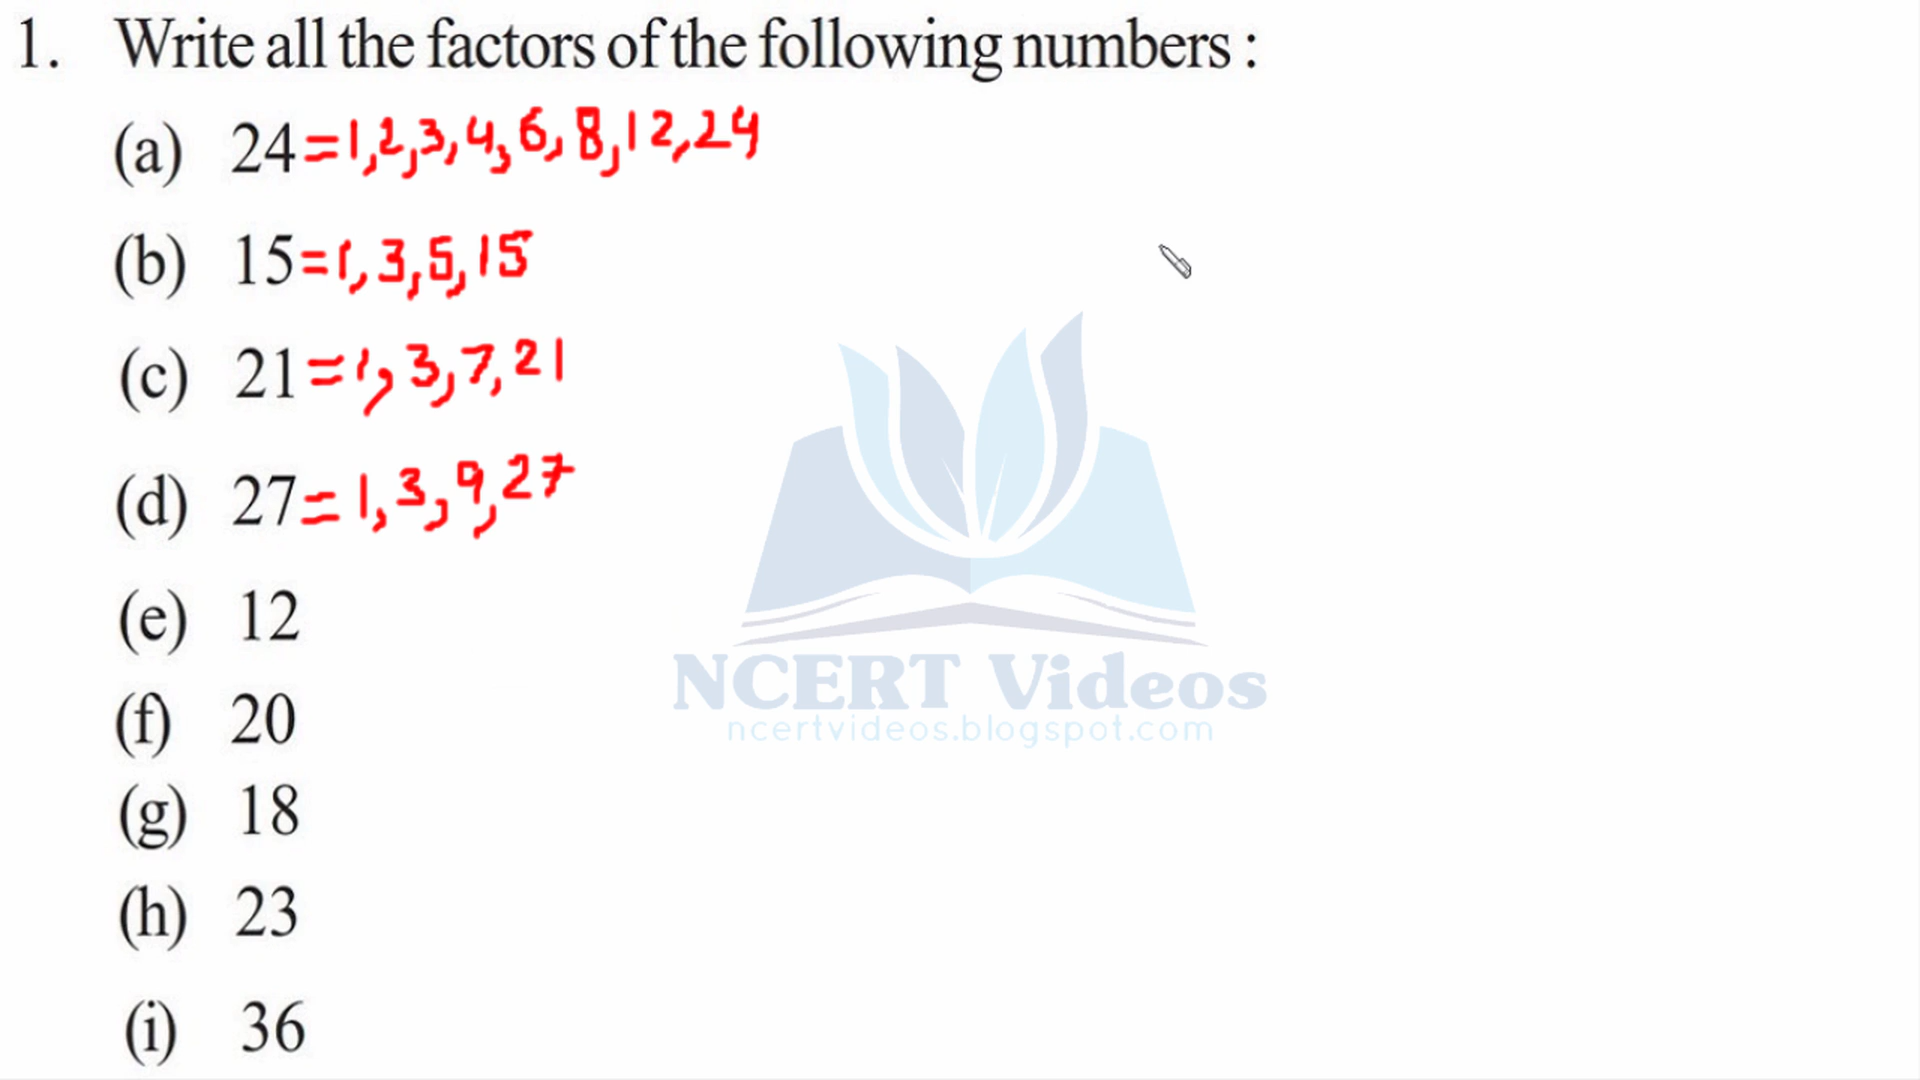 1. Write all the factors of the following numbers :
(a) 24 = 1, 2, 3, 4, 6, 8, 12, 24
(b) 15 = 1, 3, 5, 15
(c) 21 = 1, 3, 7, 21
(d) 27 = 1, 3, 9, 27
(e) 12
NCERT Videos
(f) 20
ncertvideos.blogspot.com
(g) 18
(h) 23
(i) 36